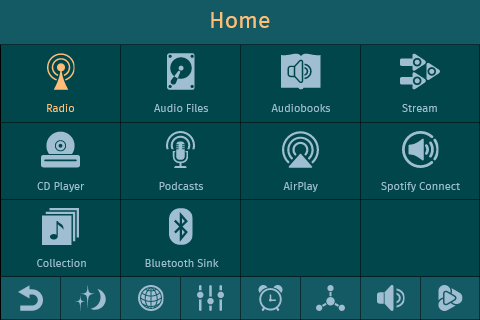 Home
Radio
Audio Files
Audiobooks
Stream
CD Player
Podcasts
AirPlay
Spotify Connect
Collection
Bluetooth Sink